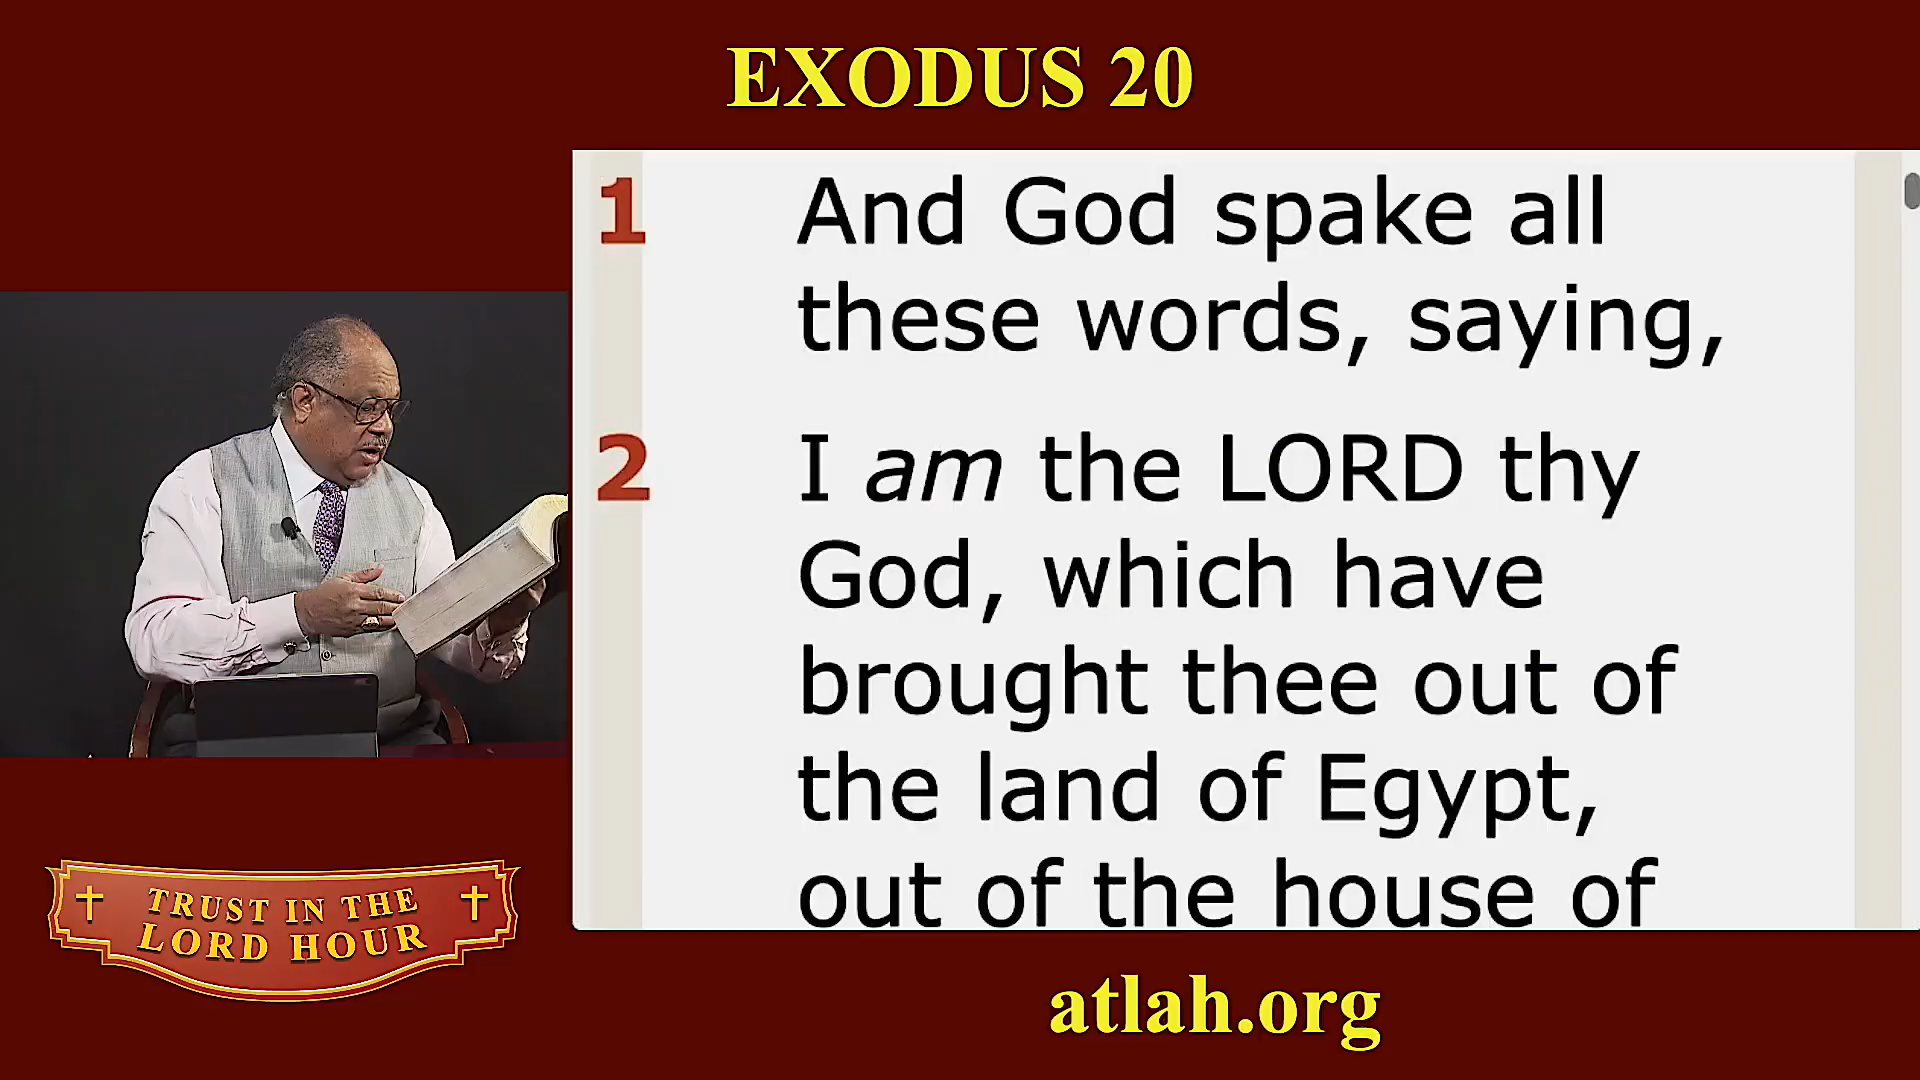 EXODUS 20
1 And God spake all
these words, saying,
2 I am the LORD thy
God, which have
brought thee out of
the land of Egypt,
out of the house of
TRUST IN THE
LORD HOUR
atlah.org